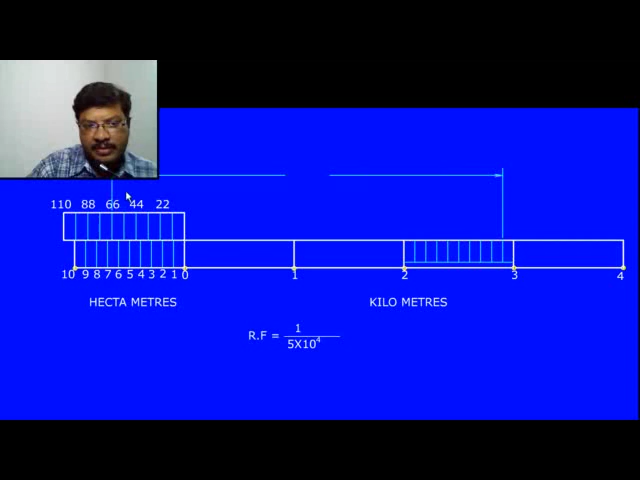 110 88 66 44 22
10 9 8 7 6 5 4 3 2 1 0 1 2 3 4
HECTA METRES KILO METRES
R.F = 1
5X10⁴